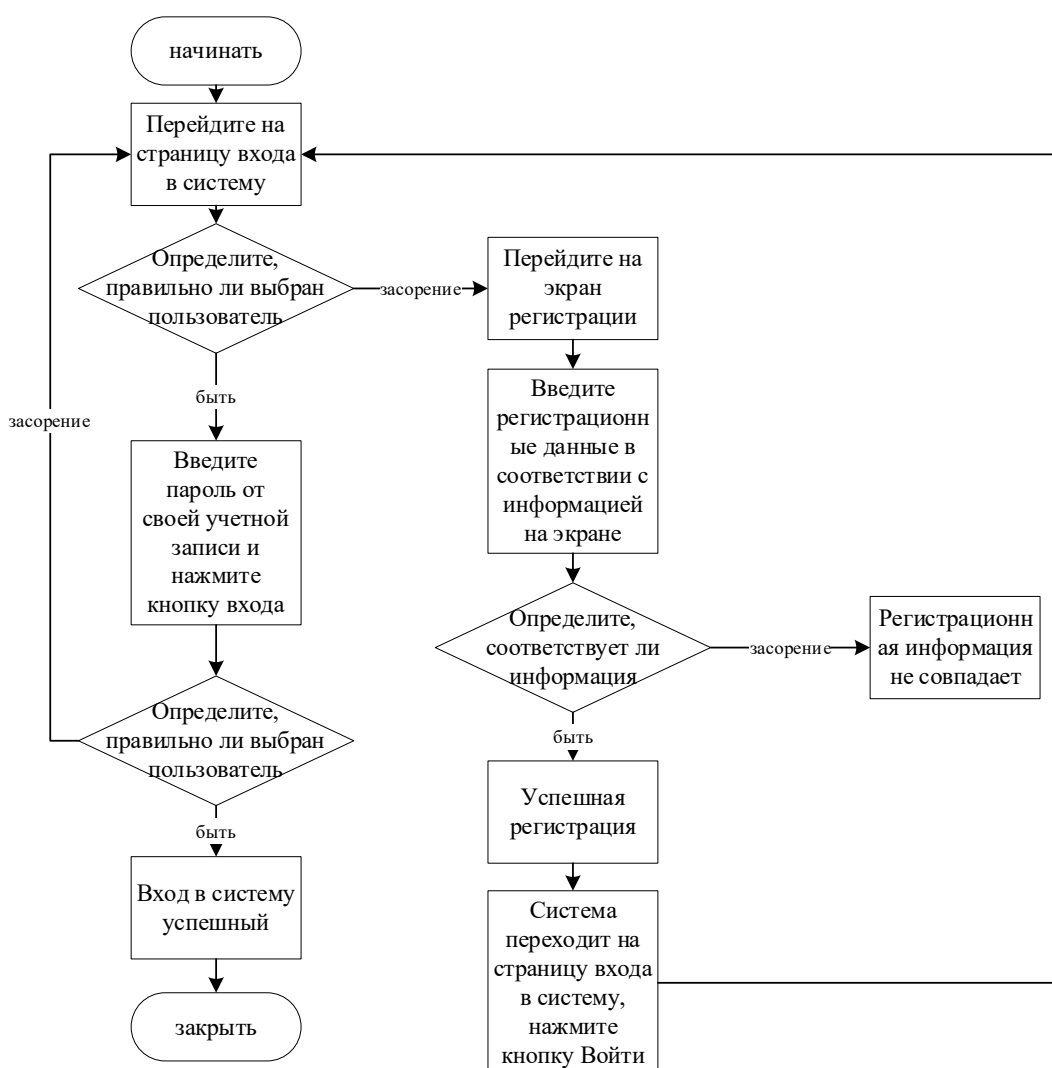 начинать
Перейдите на
страницу входа
в систему
Определите,
правильно ли выбран
пользователь
засорение
Перейдите на
экран
регистрации
быть
засорение
Введите
регистрационн
ые данные в
соответствии с
информацией
на экране
Введите
пароль от
своей учетной
записи и
нажмите
кнопку входа
Определите,
соответствует ли
информация
засорение
Регистрационн
ая информация
не совпадает
Определите,
правильно ли выбран
пользователь
быть
Успешная
регистрация
быть
Вход в систему
успешный
Система
переходит на
страницу входа
в систему,
нажмите
кнопку Войти
закрыть